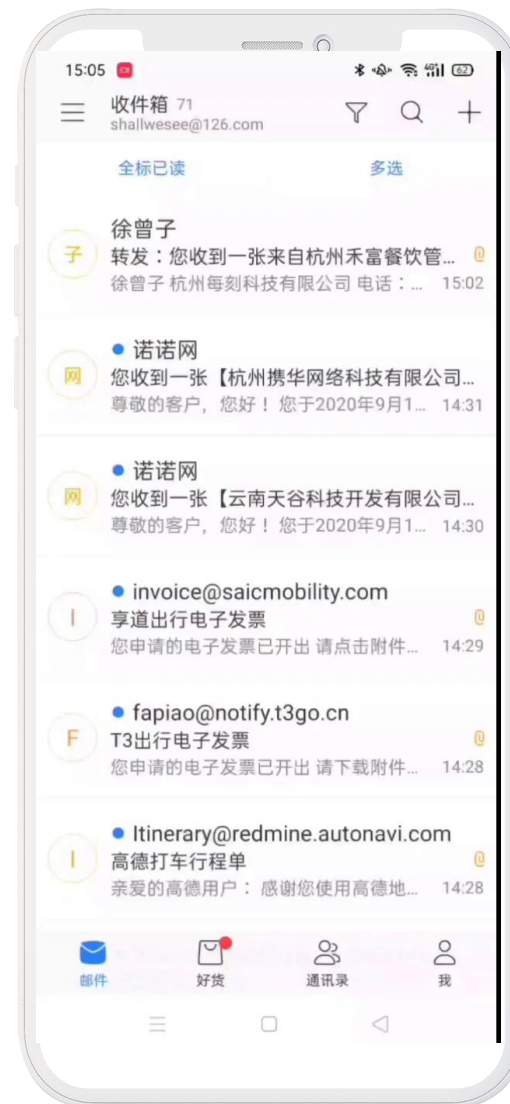 15:05 62
收件箱 71
shallwesee@126.com
全标已读 多选
徐曾子
子 转发：您收到一张来自杭州禾富餐饮管...
徐曾子 杭州每刻科技有限公司 电话：... 15:02
诺诺网
网 您收到一张【杭州携华网络科技有限公司...
尊敬的客户，您好！您于2020年9月1... 14:31
诺诺网
网 您收到一张【云南天谷科技开发有限公司...
尊敬的客户，您好！您于2020年9月1... 14:30
invoice@saicmobility.com
I 享道出行电子发票
您申请的电子发票已开出 请点击附件... 14:29
fapiao@notify.t3go.cn
F T3出行电子发票
您申请的电子发票已开出 请下载附件... 14:28
Itinerary@redmine.autonavi.com
I 高德打车行程单
亲爱的高德用户：感谢您使用高德地... 14:28
邮件 好货 通讯录 我